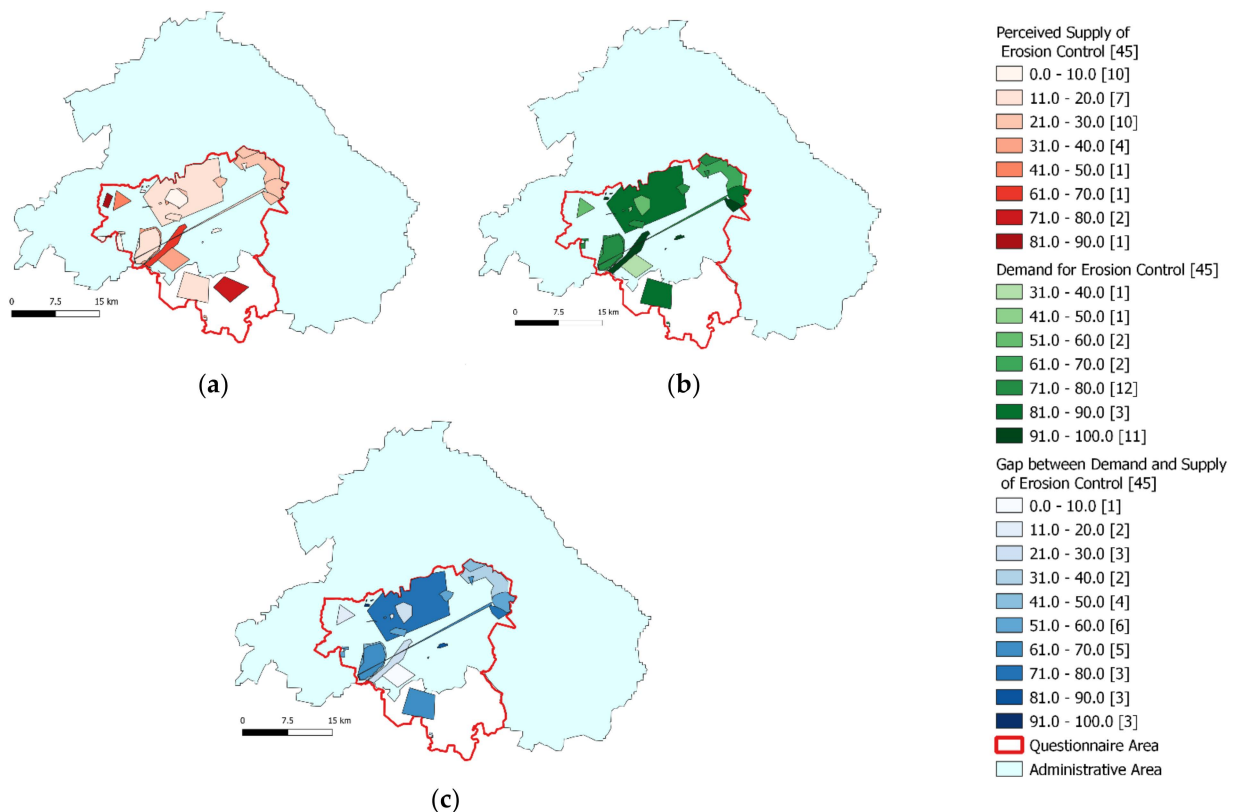 0 7.5 15 km
(a)
0 7.5 15 km
(b)
0 7.5 15 km
(c)
Perceived Supply of
Erosion Control [45]
0.0 - 10.0 [10]
11.0 - 20.0 [7]
21.0 - 30.0 [10]
31.0 - 40.0 [4]
41.0 - 50.0 [1]
61.0 - 70.0 [1]
71.0 - 80.0 [2]
81.0 - 90.0 [1]
Demand for Erosion Control [45]
31.0 - 40.0 [1]
41.0 - 50.0 [1]
51.0 - 60.0 [2]
61.0 - 70.0 [2]
71.0 - 80.0 [12]
81.0 - 90.0 [3]
91.0 - 100.0 [11]
Gap between Demand and Supply
of Erosion Control [45]
0.0 - 10.0 [1]
11.0 - 20.0 [2]
21.0 - 30.0 [3]
31.0 - 40.0 [2]
41.0 - 50.0 [4]
51.0 - 60.0 [6]
61.0 - 70.0 [5]
71.0 - 80.0 [3]
81.0 - 90.0 [3]
91.0 - 100.0 [3]
Questionnaire Area
Administrative Area